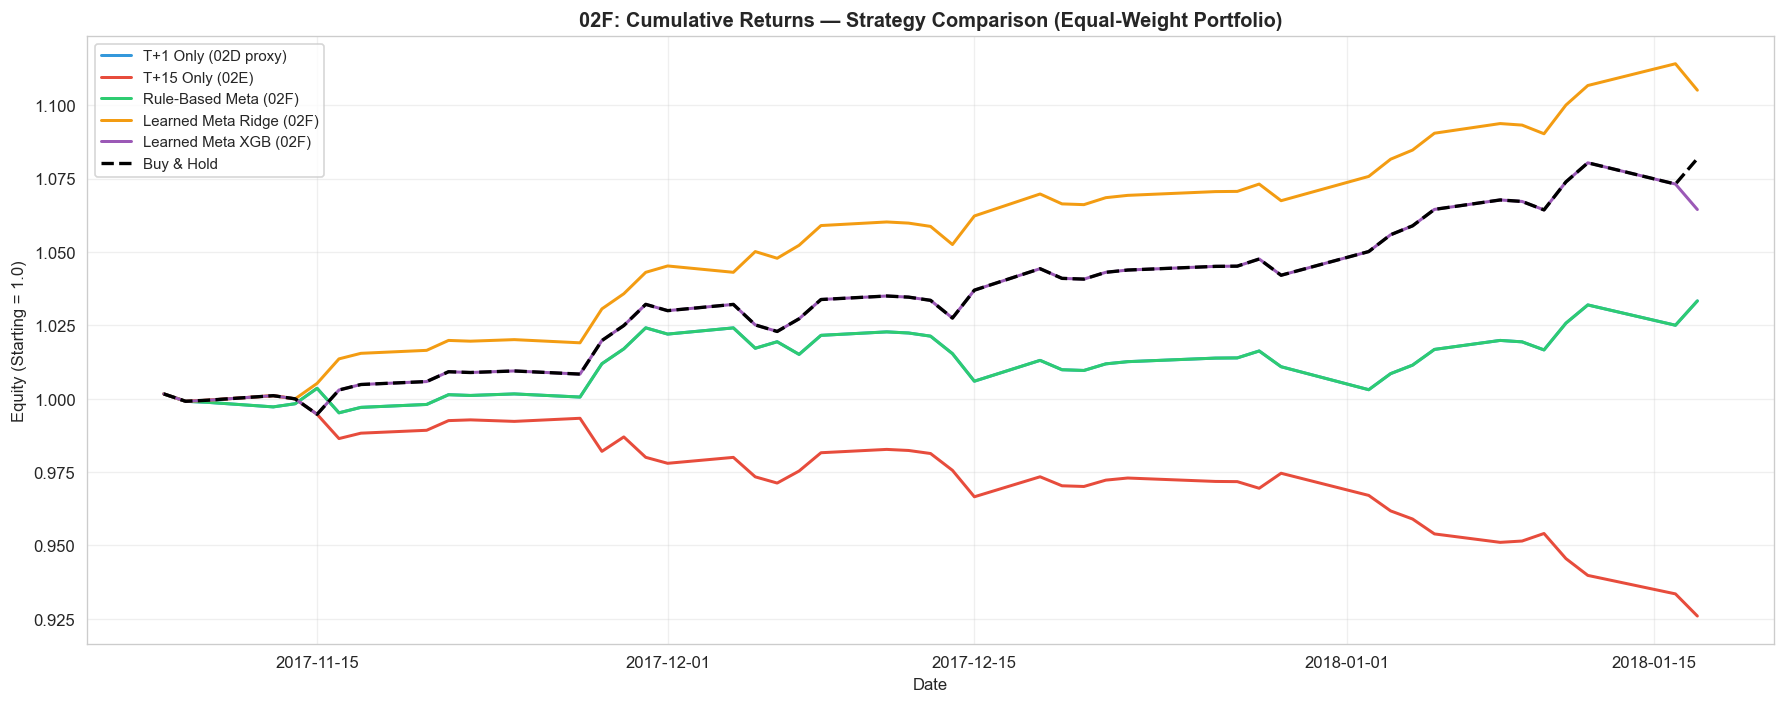 02F: Cumulative Returns — Strategy Comparison (Equal-Weight Portfolio)
T+1 Only (02D proxy)
T+15 Only (02E)
Rule-Based Meta (02F)
Learned Meta Ridge (02F)
Learned Meta XGB (02F)
Buy & Hold
Equity (Starting = 1.0)
1.100
1.075
1.050
1.025
1.000
0.975
0.950
0.925
2017-11-15
2017-12-01
2017-12-15
2018-01-01
2018-01-15
Date